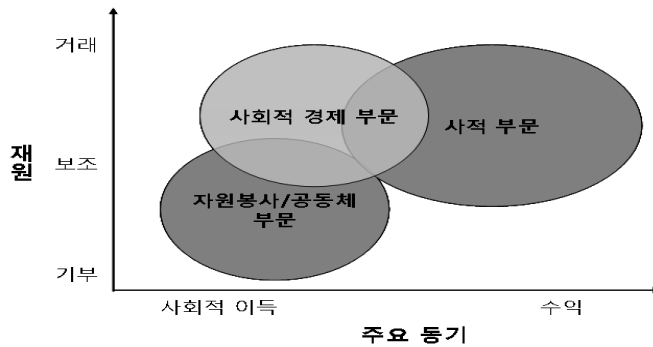 거래
사회적 경제 부문
사적 부문
재원
보조
자원봉사/공동체
부문
기부
사회적 이득
수익
주요 동기